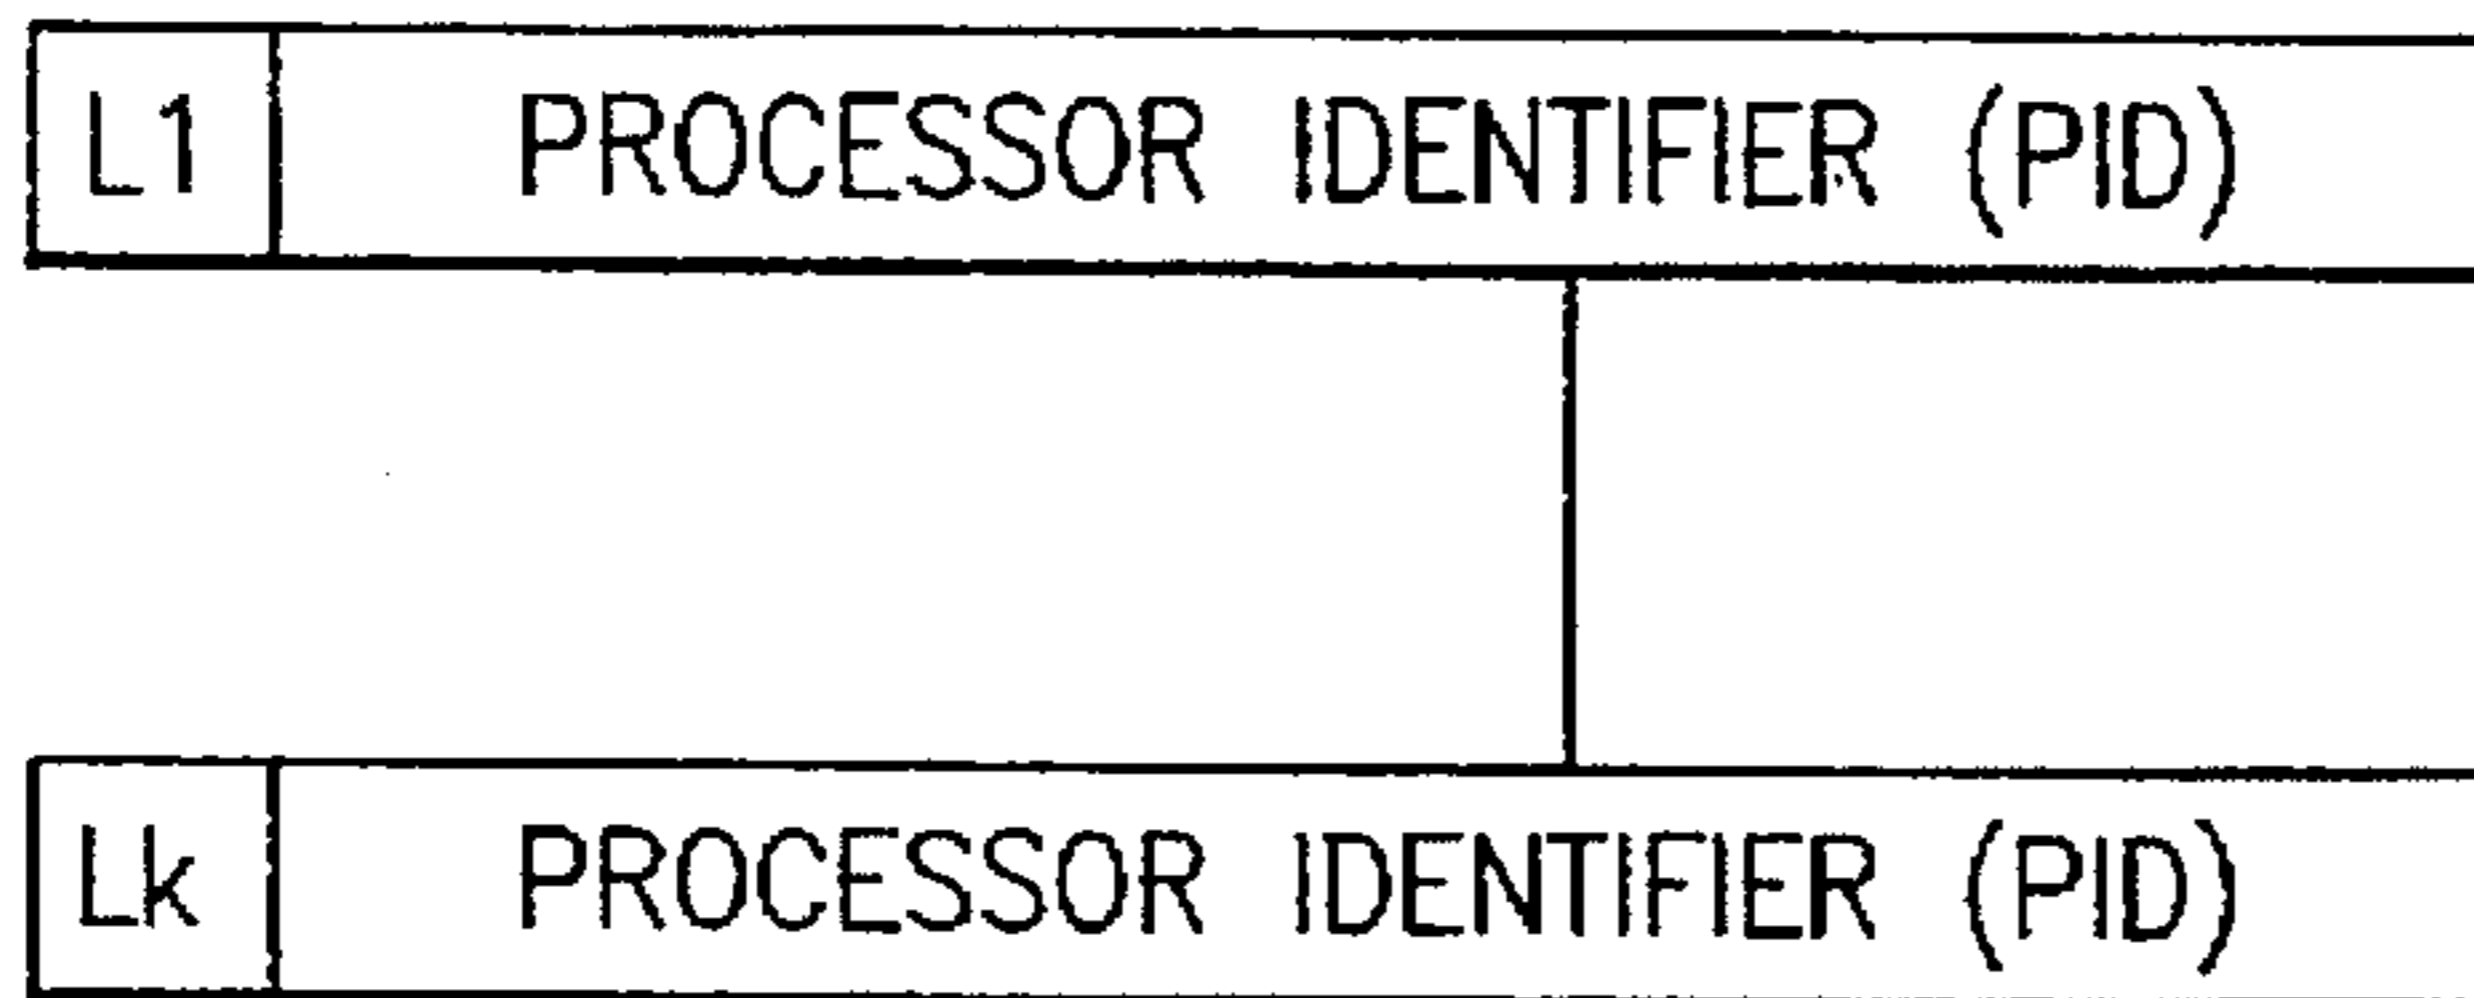 L1 PROCESSOR IDENTIFIER (PID)
Lk PROCESSOR IDENTIFIER (PID)